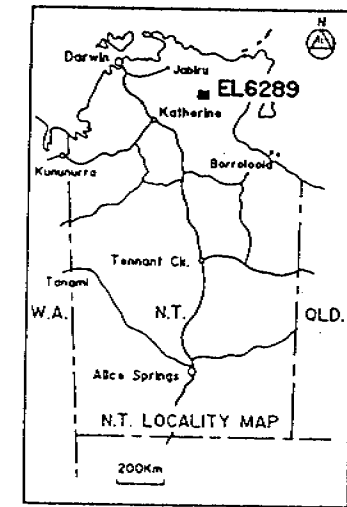 N
Darwin
Jabiru
EL6289
Katherine
Kununurra
Borroloola
Tennant Ck.
Tanami
W.A.
N.T.
QLD.
Alice Springs
N.T. LOCALITY MAP
200Km